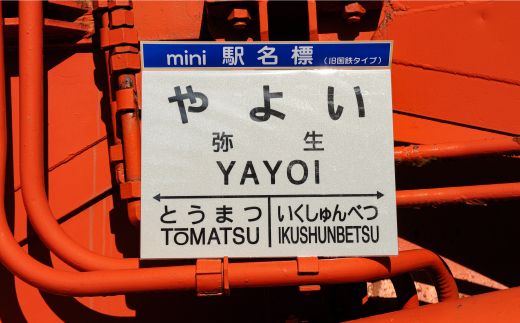 mini 駅名標 (旧国鉄タイプ)
やよい
弥生
YAYOI
とうまつ いくしゅんべつ
TŌMATSU IKUSHUNBETSU